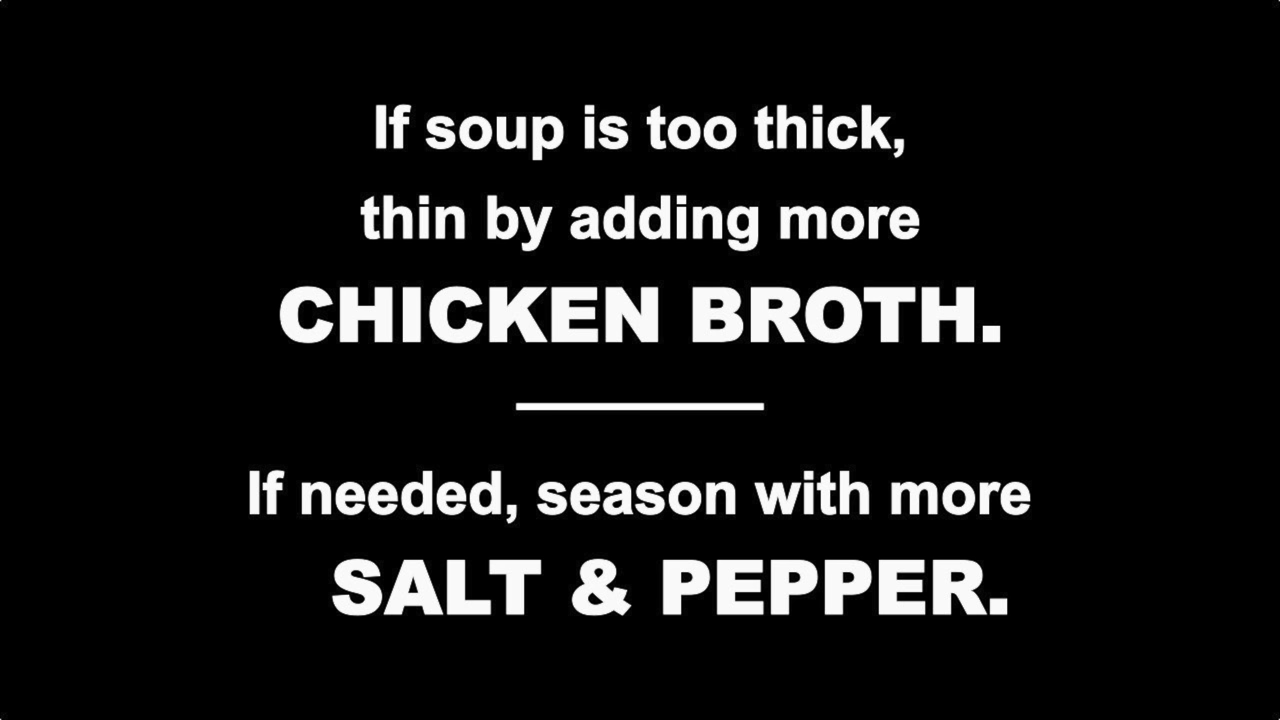 If soup is too thick,
thin by adding more
CHICKEN BROTH.
If needed, season with more
SALT & PEPPER.